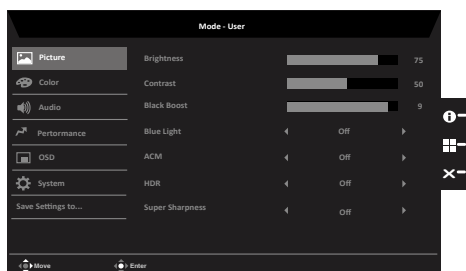 Mode - User
Picture
Color
Audio
Pertormance
OSD
System
Save Settings to...
Brightness 75
Contrast 50
Black Boost 9
Blue Light Off
ACM Off
HDR Off
Super Sharpness Off
Move Enter